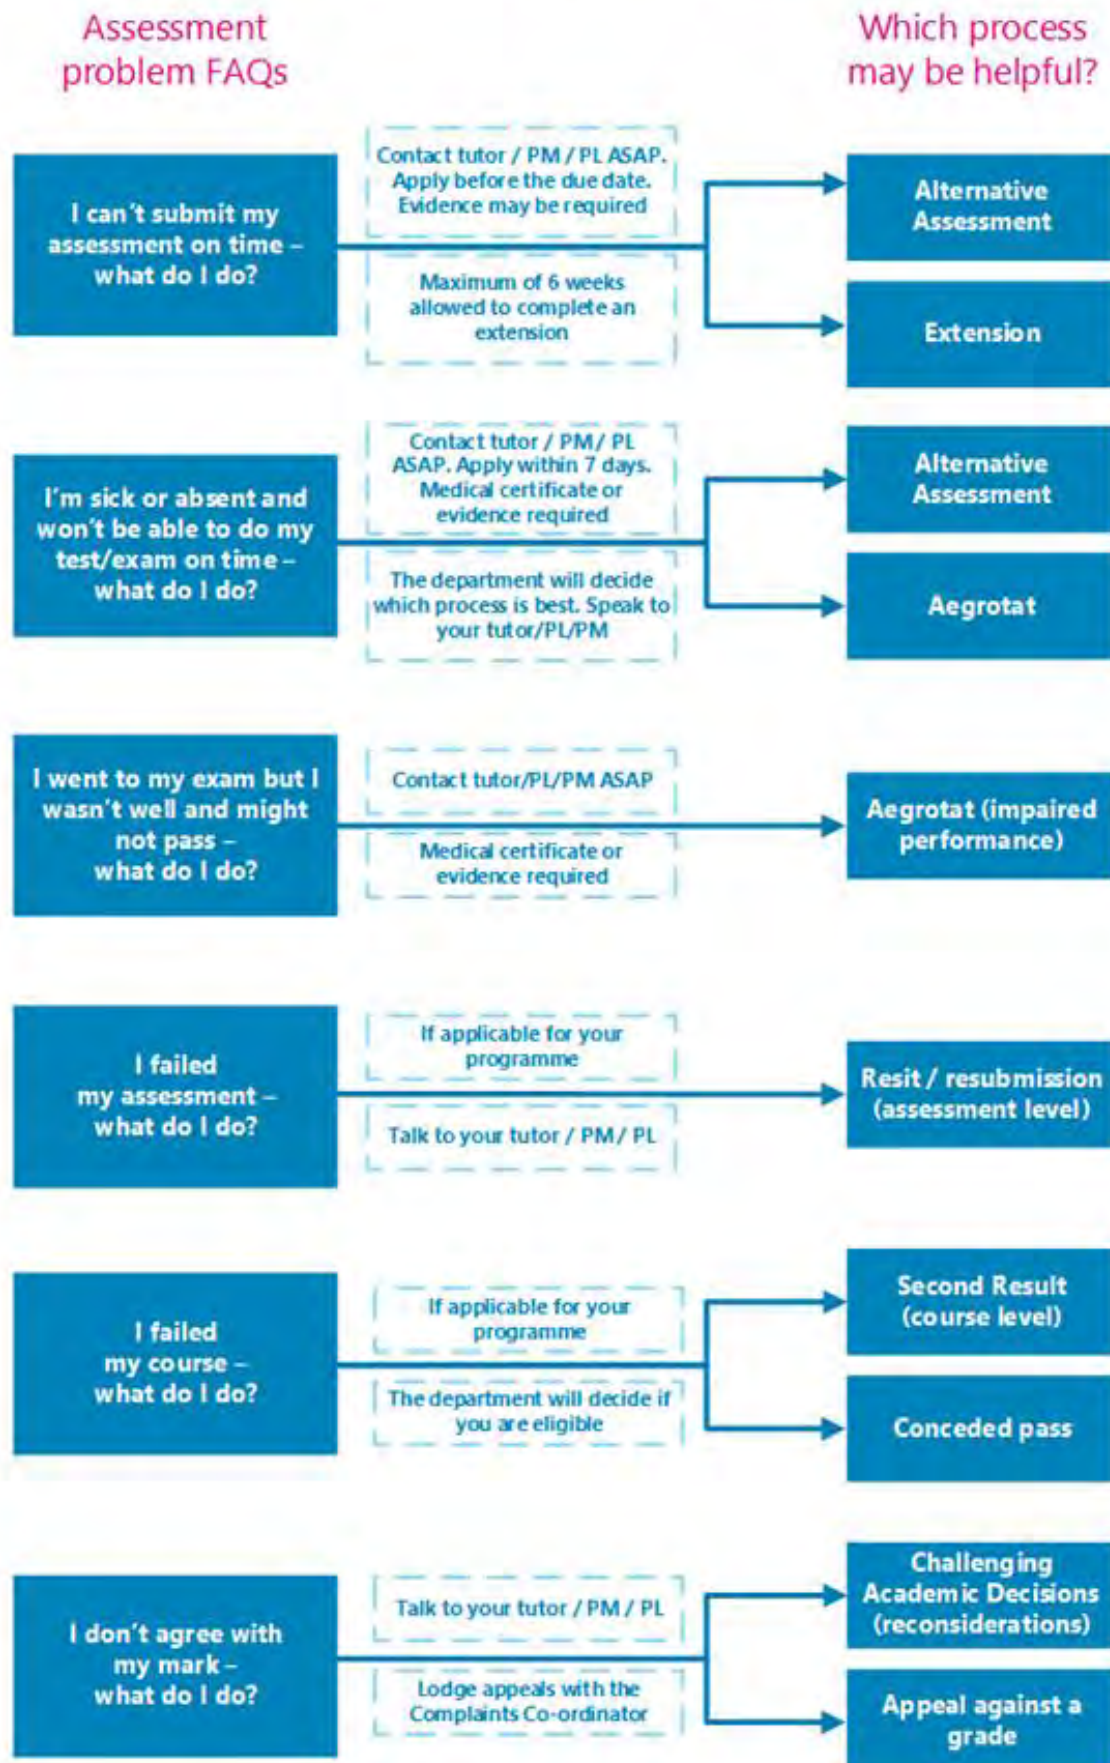 Assessment
problem FAQs
Which process
may be helpful?
I can't submit my
assessment on time –
what do I do?
Contact tutor / PM / PL ASAP.
Apply before the due date.
Evidence may be required
Maximum of 6 weeks
allowed to complete an
extension
Alternative
Assessment
Extension
I'm sick or absent and
won't be able to do my
test/exam on time –
what do I do?
Contact tutor / PM / PL
ASAP. Apply within 7 days.
Medical certificate or
evidence required
The department will decide
which process is best. Speak to
your tutor/PL/PM
Alternative
Assessment
Aegrotat
I went to my exam but I
wasn't well and might
not pass –
what do I do?
Contact tutor/PL/PM ASAP
Medical certificate or
evidence required
Aegrotat (impaired
performance)
I failed
my assessment –
what do I do?
If applicable for your
programme
Talk to your tutor / PM / PL
Resit / resubmission
(assessment level)
I failed
my course –
what do I do?
If applicable for your
programme
The department will decide if
you are eligible
Second Result
(course level)
Conceded pass
I don't agree with
my mark –
what do I do?
Talk to your tutor / PM / PL
Lodge appeals with the
Complaints Co-ordinator
Challenging
Academic Decisions
(reconsiderations)
Appeal against a
grade